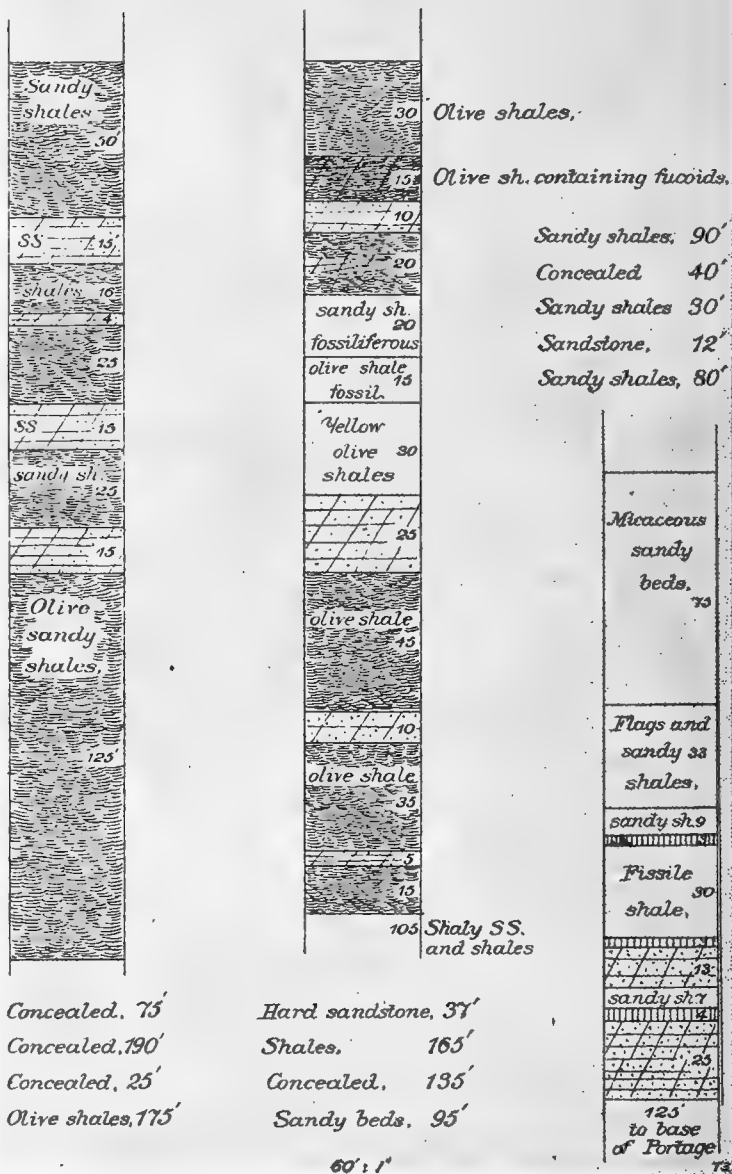 Sandy
shales
50'
SS 15'
shales 16
4
25
SS 15
sandy sh.
25
15
Olive
sandy
shales,
125'
Concealed, 75'
Concealed, 190'
Concealed, 25'
Olive shales, 175'
30 Olive shales,
15 Olive sh. containing fucoids,
10
20
sandy sh.
20
fossiliferous
olive shale
15
fossil.
Yellow
olive 30
shales
25
olive shale
45
10
olive shale
35
5
15
105 Shaly SS.
and shales
Hard sandstone, 37'
Shales, 165'
Concealed, 135'
Sandy beds, 95'
60' : 1"
Sandy shales, 90'
Concealed 40'
Sandy shales 30'
Sandstone, 12'
Sandy shales, 80'
Micaceous
sandy
beds,
75
Flags and
sandy 33
shales,
sandy sh. 9
Fissile
30
shale,
13
sandy sh. 7
4
25
125'
to base
of Portage